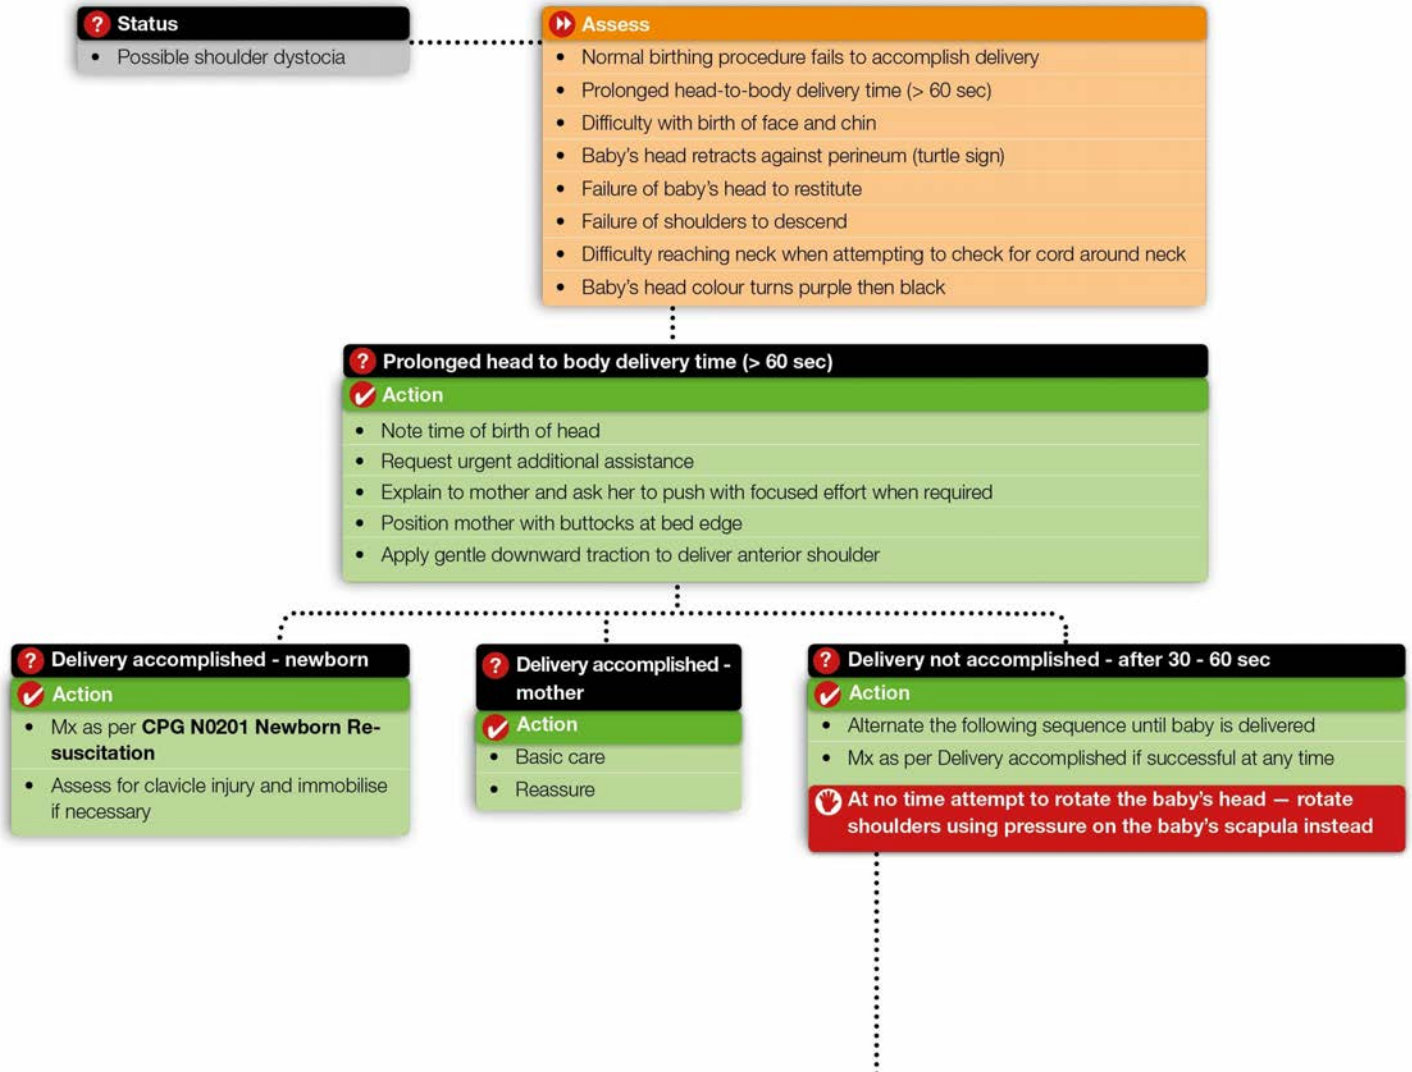 Status
• Possible shoulder dystocia
Assess
• Normal birthing procedure fails to accomplish delivery
• Prolonged head-to-body delivery time (> 60 sec)
• Difficulty with birth of face and chin
• Baby's head retracts against perineum (turtle sign)
• Failure of baby's head to restitute
• Failure of shoulders to descend
• Difficulty reaching neck when attempting to check for cord around neck
• Baby's head colour turns purple then black
Prolonged head to body delivery time (> 60 sec)
Action
• Note time of birth of head
• Request urgent additional assistance
• Explain to mother and ask her to push with focused effort when required
• Position mother with buttocks at bed edge
• Apply gentle downward traction to deliver anterior shoulder
Delivery accomplished - newborn
Action
• Mx as per CPG N0201 Newborn Re-
suscitation
• Assess for clavicle injury and immobilise
if necessary
Delivery accomplished -
mother
Action
• Basic care
• Reassure
Delivery not accomplished - after 30 - 60 sec
Action
• Alternate the following sequence until baby is delivered
• Mx as per Delivery accomplished if successful at any time
At no time attempt to rotate the baby's head — rotate
shoulders using pressure on the baby's scapula instead